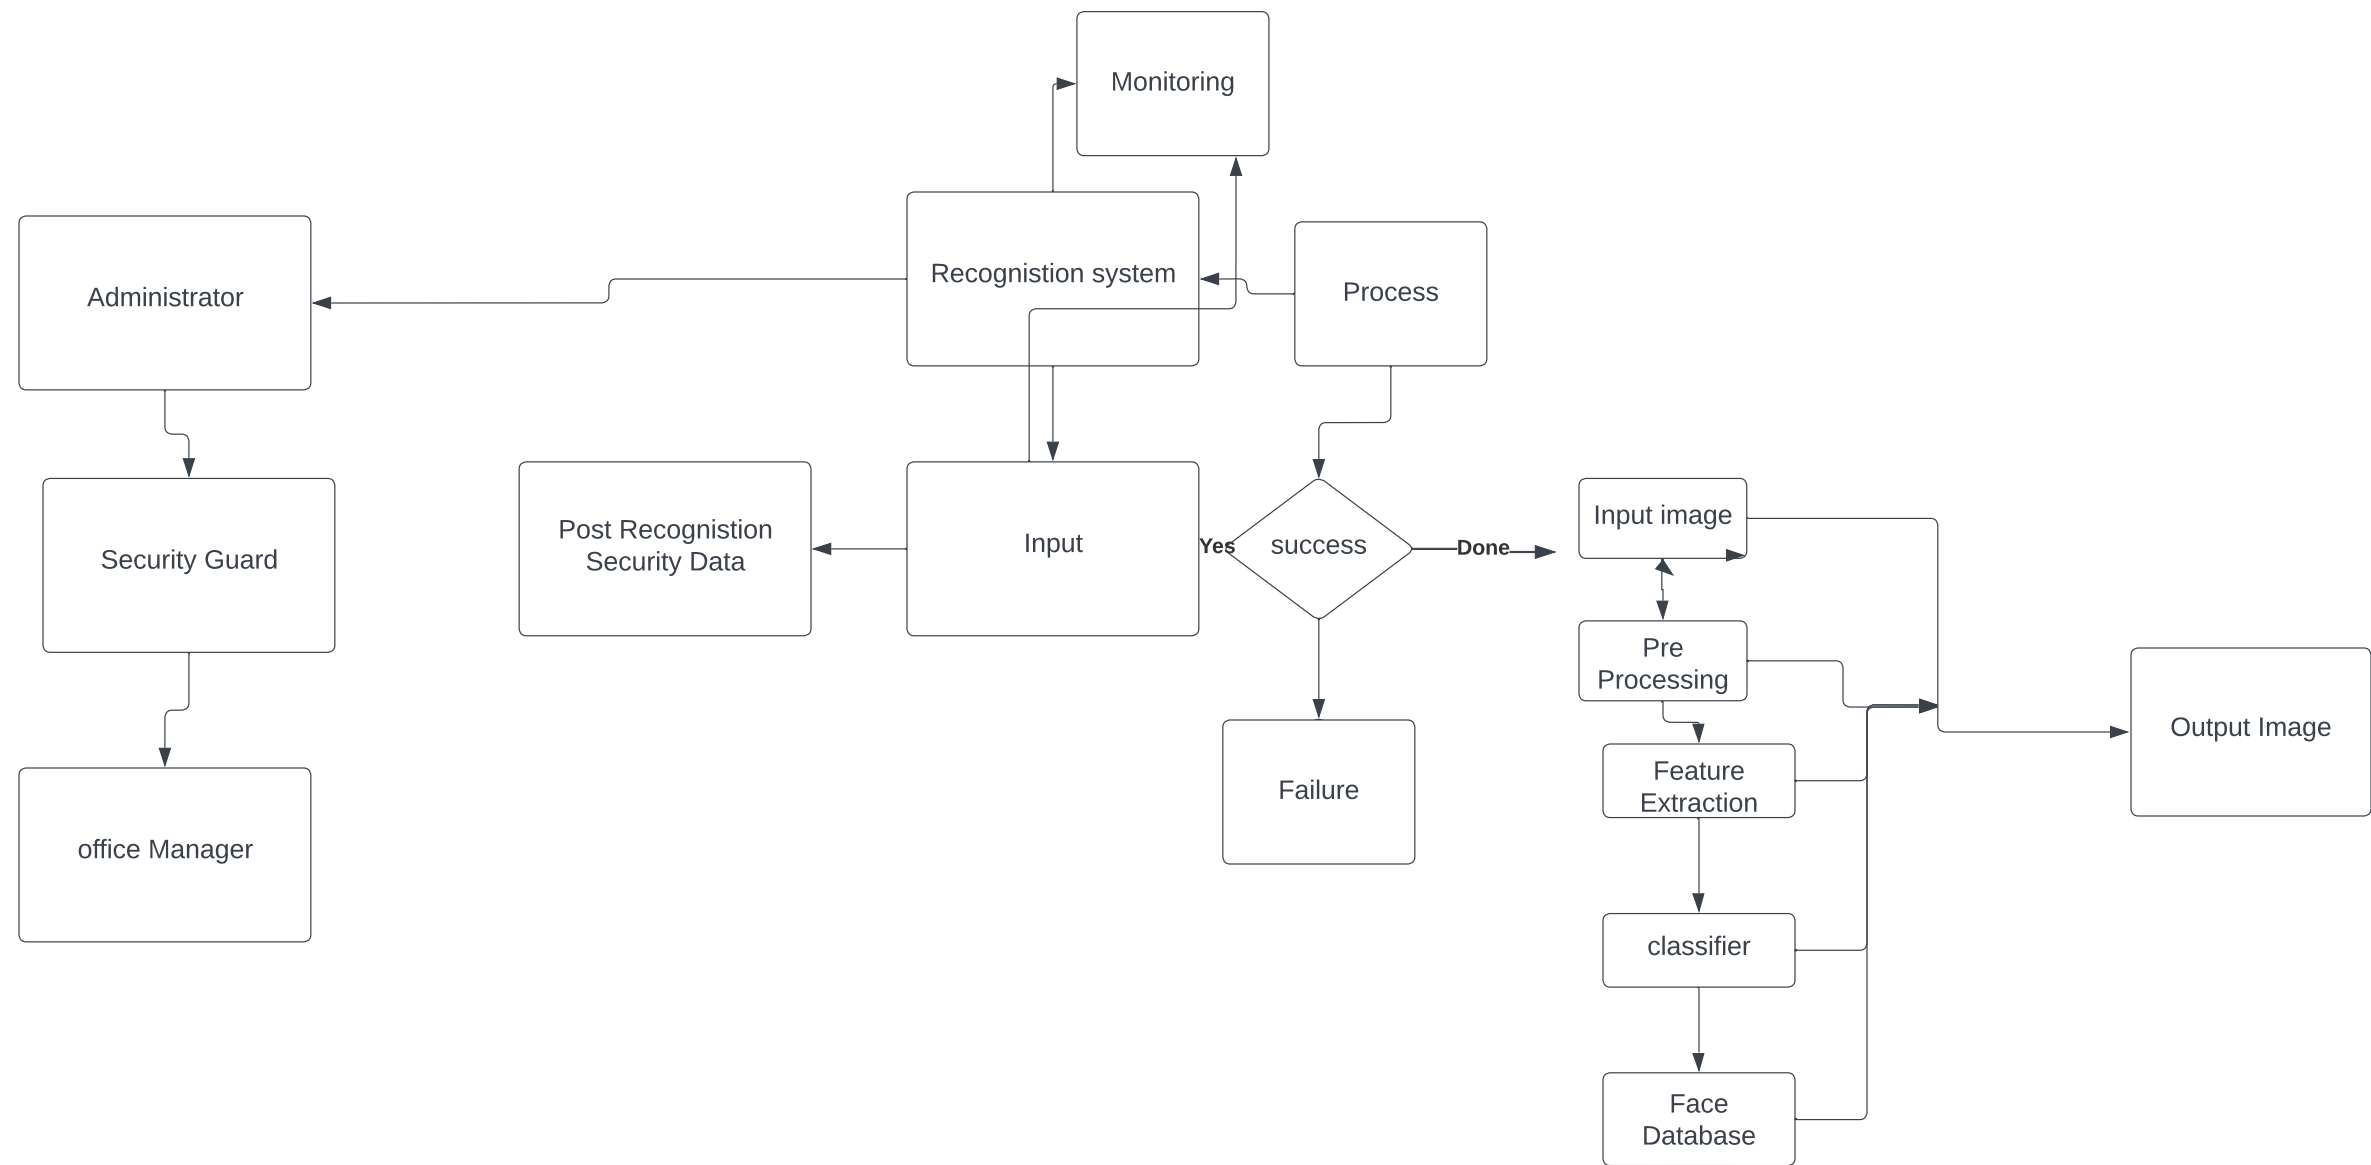 Monitoring
Administrator
Recognistion system
Process
Security Guard
Post Recognistion
Security Data
Input
Yes
success
Done
Input image
Pre
Processing
Feature
Extraction
Output Image
Failure
office Manager
classifier
Face
Database